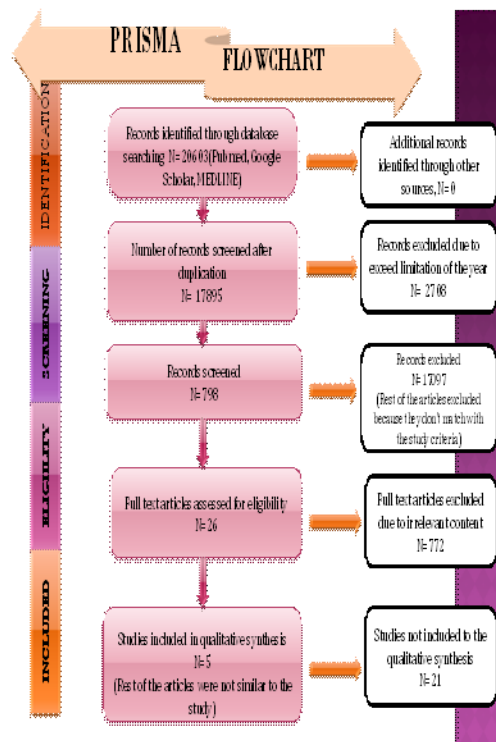 PRISMA
FLOWCHART
IDENTIFICATION
Records identified through database
searching N= 20603(Pubmed, Google
Scholar, MEDLINE)
Additional records
identified through other
sources, N= 0
SCREENING
Number of records screened after
duplication
N= 17895
Records excluded due to
exceed limitation of the year
N= 2708
Records screened
N= 798
Records excluded
N= 17097
(Rest of the articles excluded
because they don't match with
the study criteria)
ELIGILITY
Full text articles assessed for eligibility
N= 26
Full text articles excluded
due to irrelevant content
N= 772
INCLUDED
Studies included in qualitative synthesis
N= 5
(Rest of the articles were not similar to the
study)
Studies not included to the
qualitative synthesis
N= 21